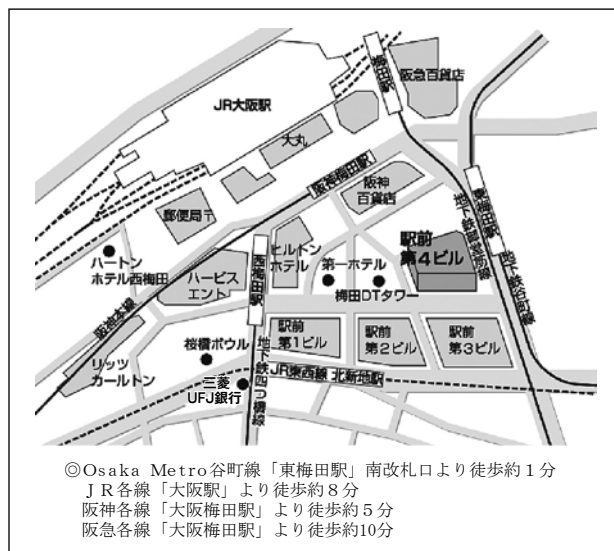 JR大阪駅
梅田駅
阪急百貨店
大丸
阪神梅田駅
阪神
百貨店
郵便局〒
ハートン
ホテル西梅田
ハービス
エント
西梅田駅
ヒルトン
ホテル
第一ホテル
梅田DTタワー
駅前
第4ビル
地下鉄御堂筋線
東梅田駅
地下鉄谷町線
阪神本線
リッツ
カールトン
桜橋ボウル
三菱
UFJ銀行
地下鉄四つ橋線
駅前
第1ビル
駅前
第2ビル
駅前
第3ビル
JR東西線 北新地駅
◎Osaka Metro谷町線「東梅田駅」南改札口より徒歩約１分
ＪＲ各線「大阪駅」より徒歩約８分
阪神各線「大阪梅田駅」より徒歩約５分
阪急各線「大阪梅田駅」より徒歩約10分